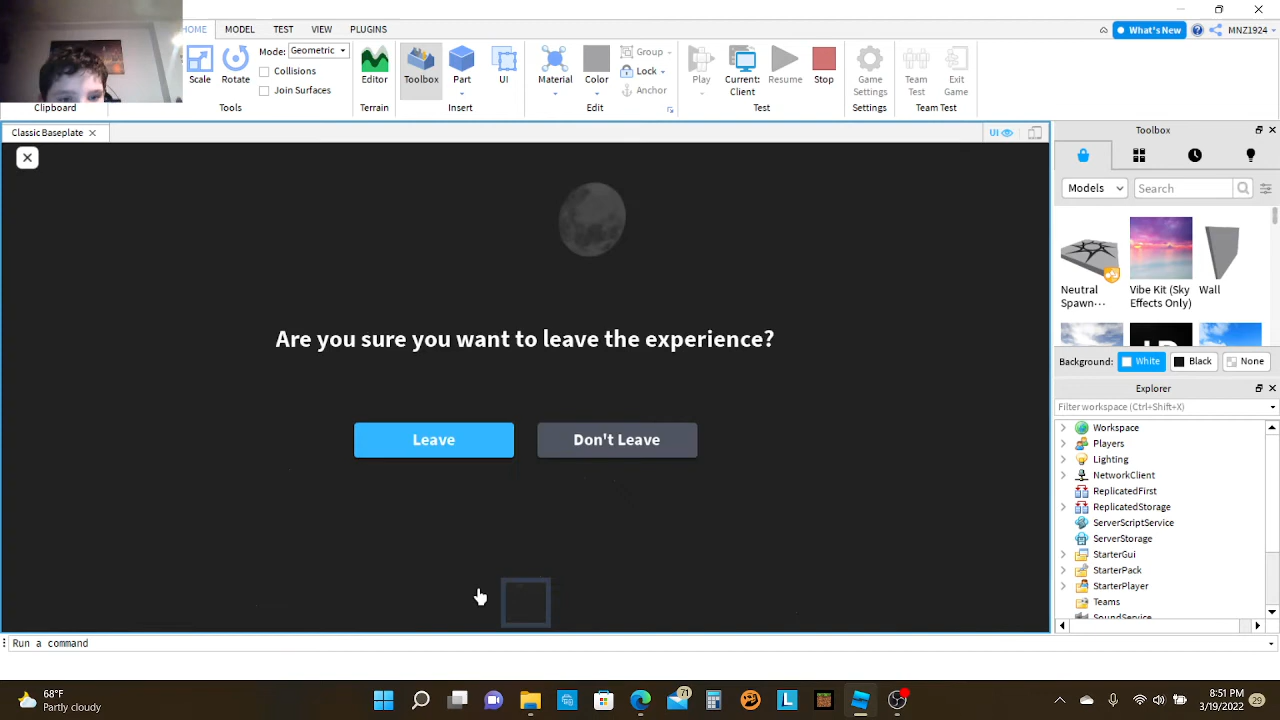 HOME MODEL TEST VIEW PLUGINS
What's New
MNZ1924
Scale
Rotate
Mode: Geometric
Collisions
Join Surfaces
Editor
Toolbox
Part
UI
Material
Color
Group
Lock
Anchor
Play
Current:
Client
Resume
Stop
Game
Settings
Team
Test
Exit
Game
Clipboard
Tools
Terrain
Insert
Edit
Test
Settings
Team Test
Classic Baseplate
UI
Toolbox
Models
Search
Neutral
Spawn...
Vibe Kit (Sky
Effects Only)
Wall
Background: White Black None
Are you sure you want to leave the experience?
Leave
Don't Leave
Explorer
Filter workspace (Ctrl+Shift+X)
Workspace
Players
Lighting
NetworkClient
ReplicatedFirst
ReplicatedStorage
ServerScriptService
ServerStorage
StarterGui
StarterPack
StarterPlayer
Teams
SoundService
Run a command
68°F
Partly cloudy
71
L
8:51 PM
3/19/2022
29